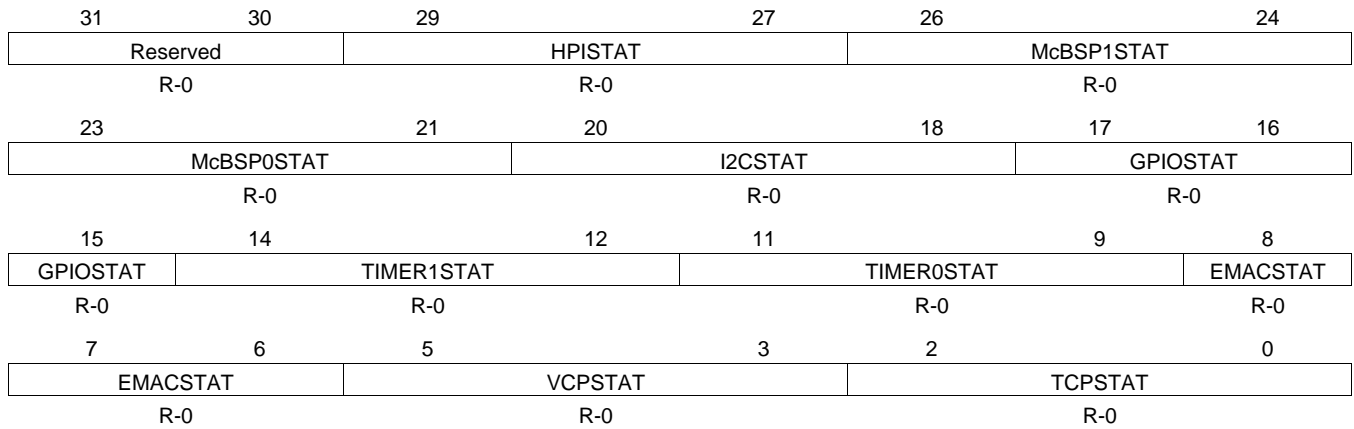 31 30 29 27 26 24
Reserved HPISTAT McBSP1STAT
R-0 R-0 R-0
23 21 20 18 17 16
McBSP0STAT I2CSTAT GPIOSTAT
R-0 R-0 R-0
15 14 12 11 9 8
GPIOSTAT TIMER1STAT TIMER0STAT EMACSTAT
R-0 R-0 R-0 R-0
7 6 5 3 2 0
EMACSTAT VCPSTAT TCPSTAT
R-0 R-0 R-0